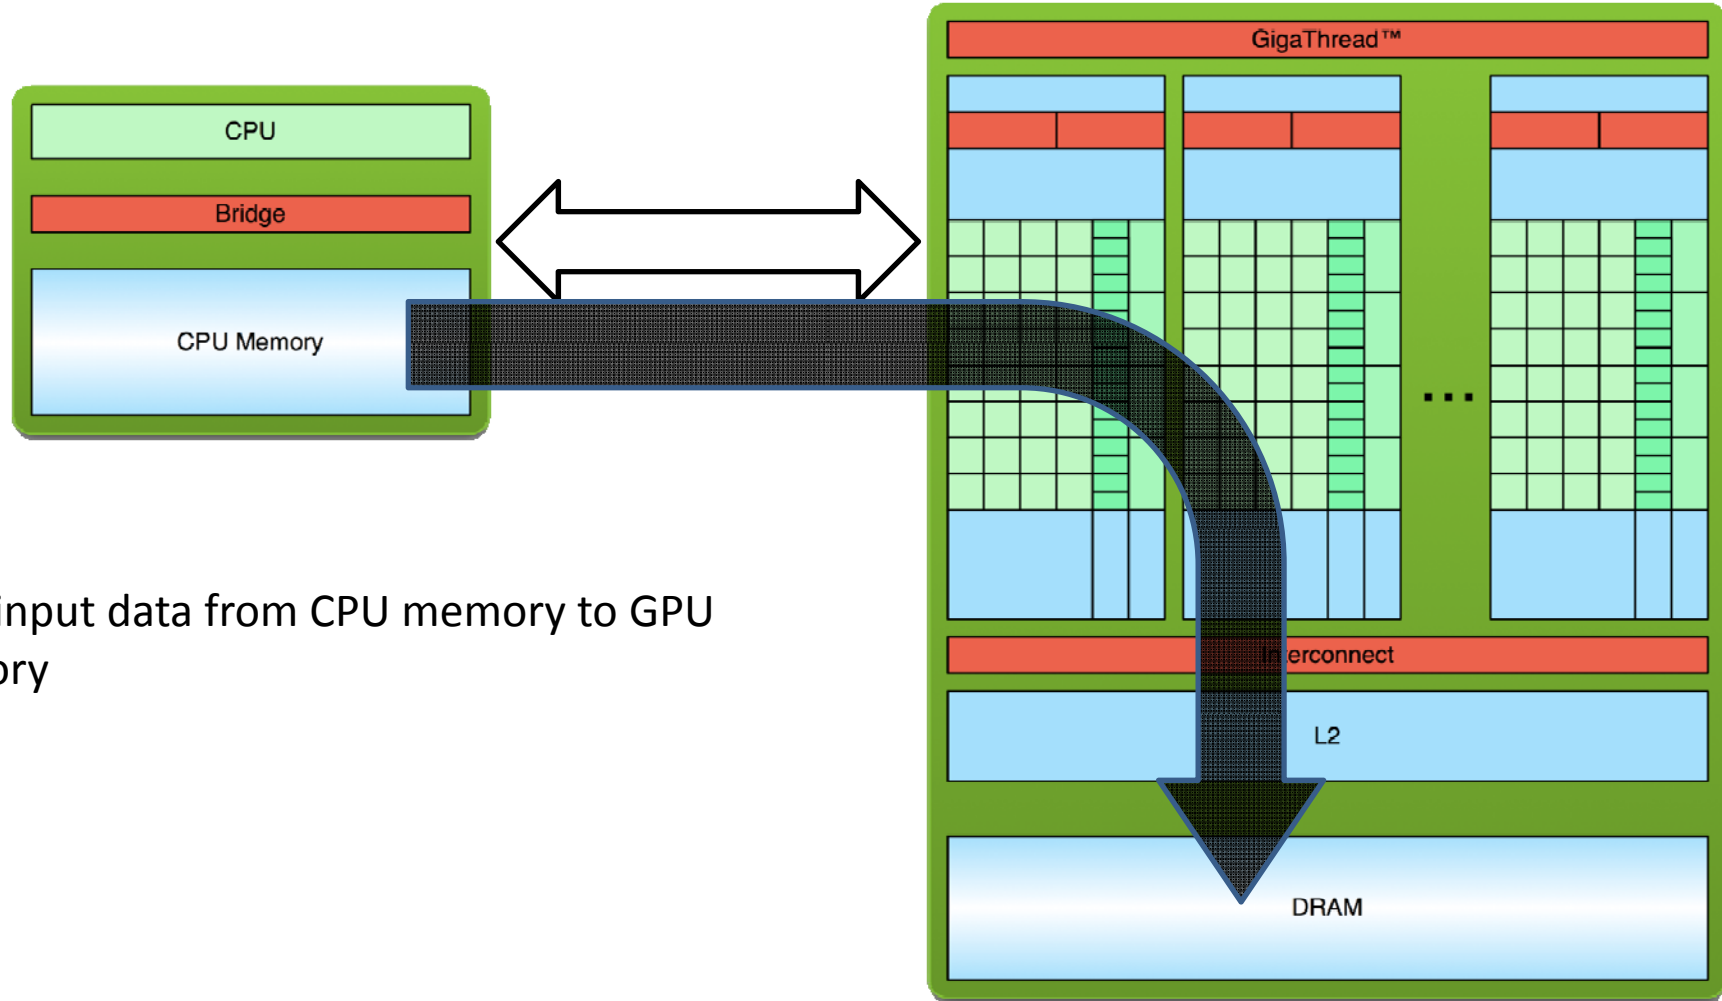 GigaThread™
CPU
Bridge
CPU Memory
...
input data from CPU memory to GPU
ory
erconnect
L2
DRAM